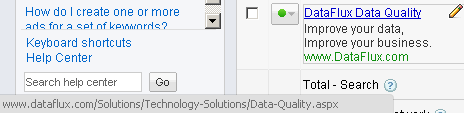 How do I create one or more
ads for a set of keywords?
Keyboard shortcuts
Help Center
Search help center
Go
DataFlux Data Quality
Improve your data,
Improve your business.
www.DataFlux.com
Total - Search
www.dataflux.com/Solutions/Technology-Solutions/Data-Quality.aspx